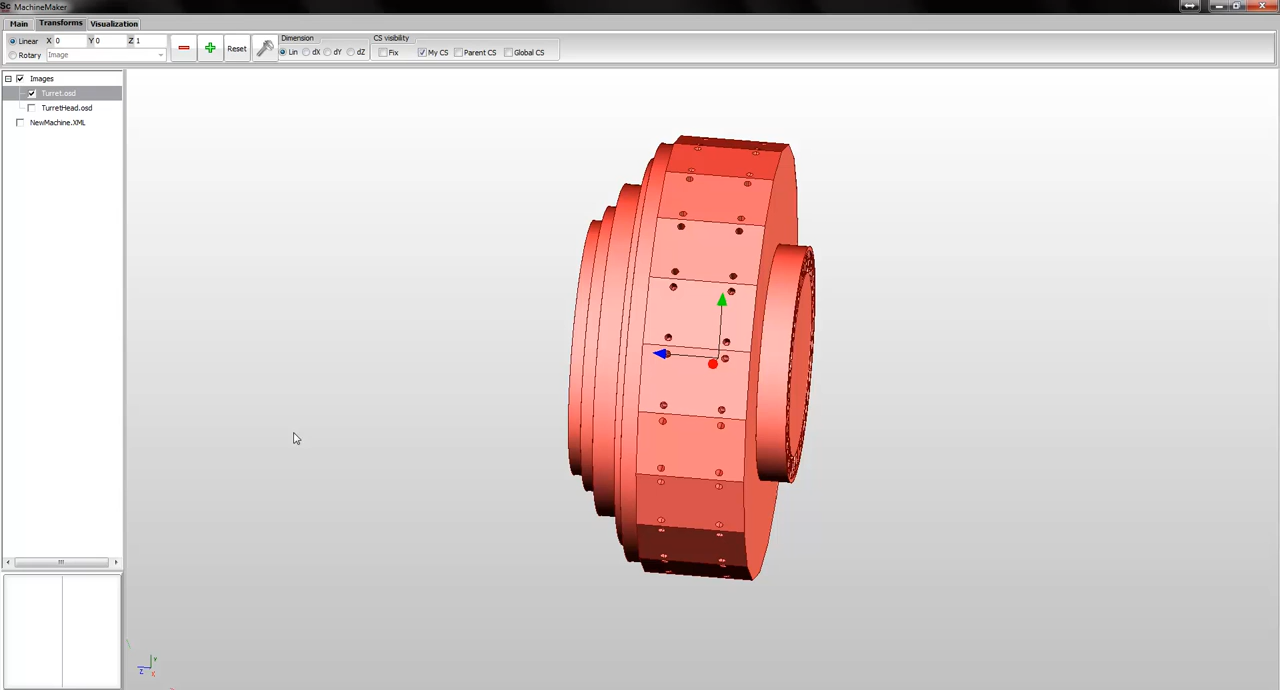 Sc MachineMaker
Main Transforms Visualization
Linear X 0 Y 0 Z 1
Rotary Image
Reset
Dimension
Lin dX dY dZ
CS visibility
Fix My CS Parent CS Global CS
Images
Turret.osd
TurretHead.osd
NewMachine.XML
Y
Z
X